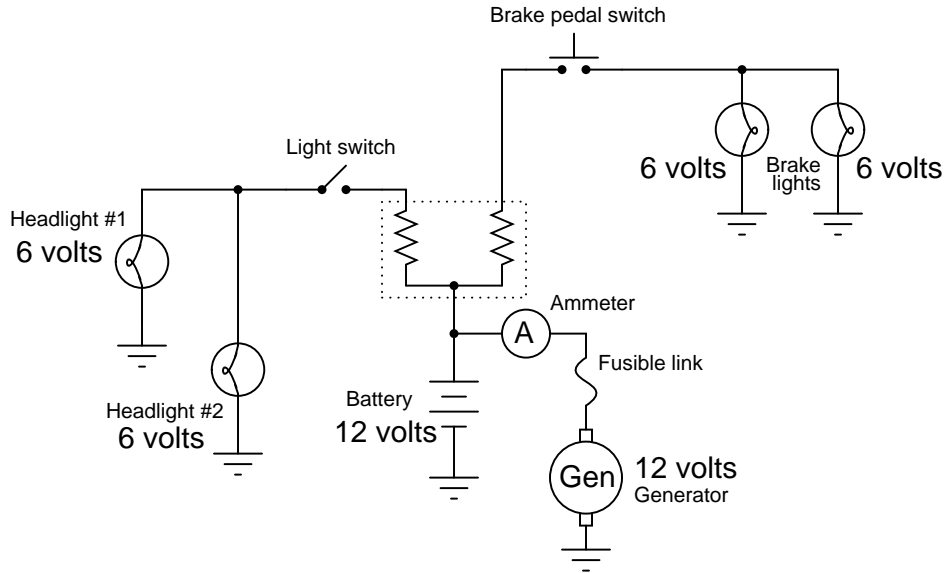 Brake pedal switch
Light switch
6 volts
Brake
lights
6 volts
Headlight #1
6 volts
Ammeter
A
Fusible link
Battery
12 volts
Headlight #2
6 volts
Gen
12 volts
Generator